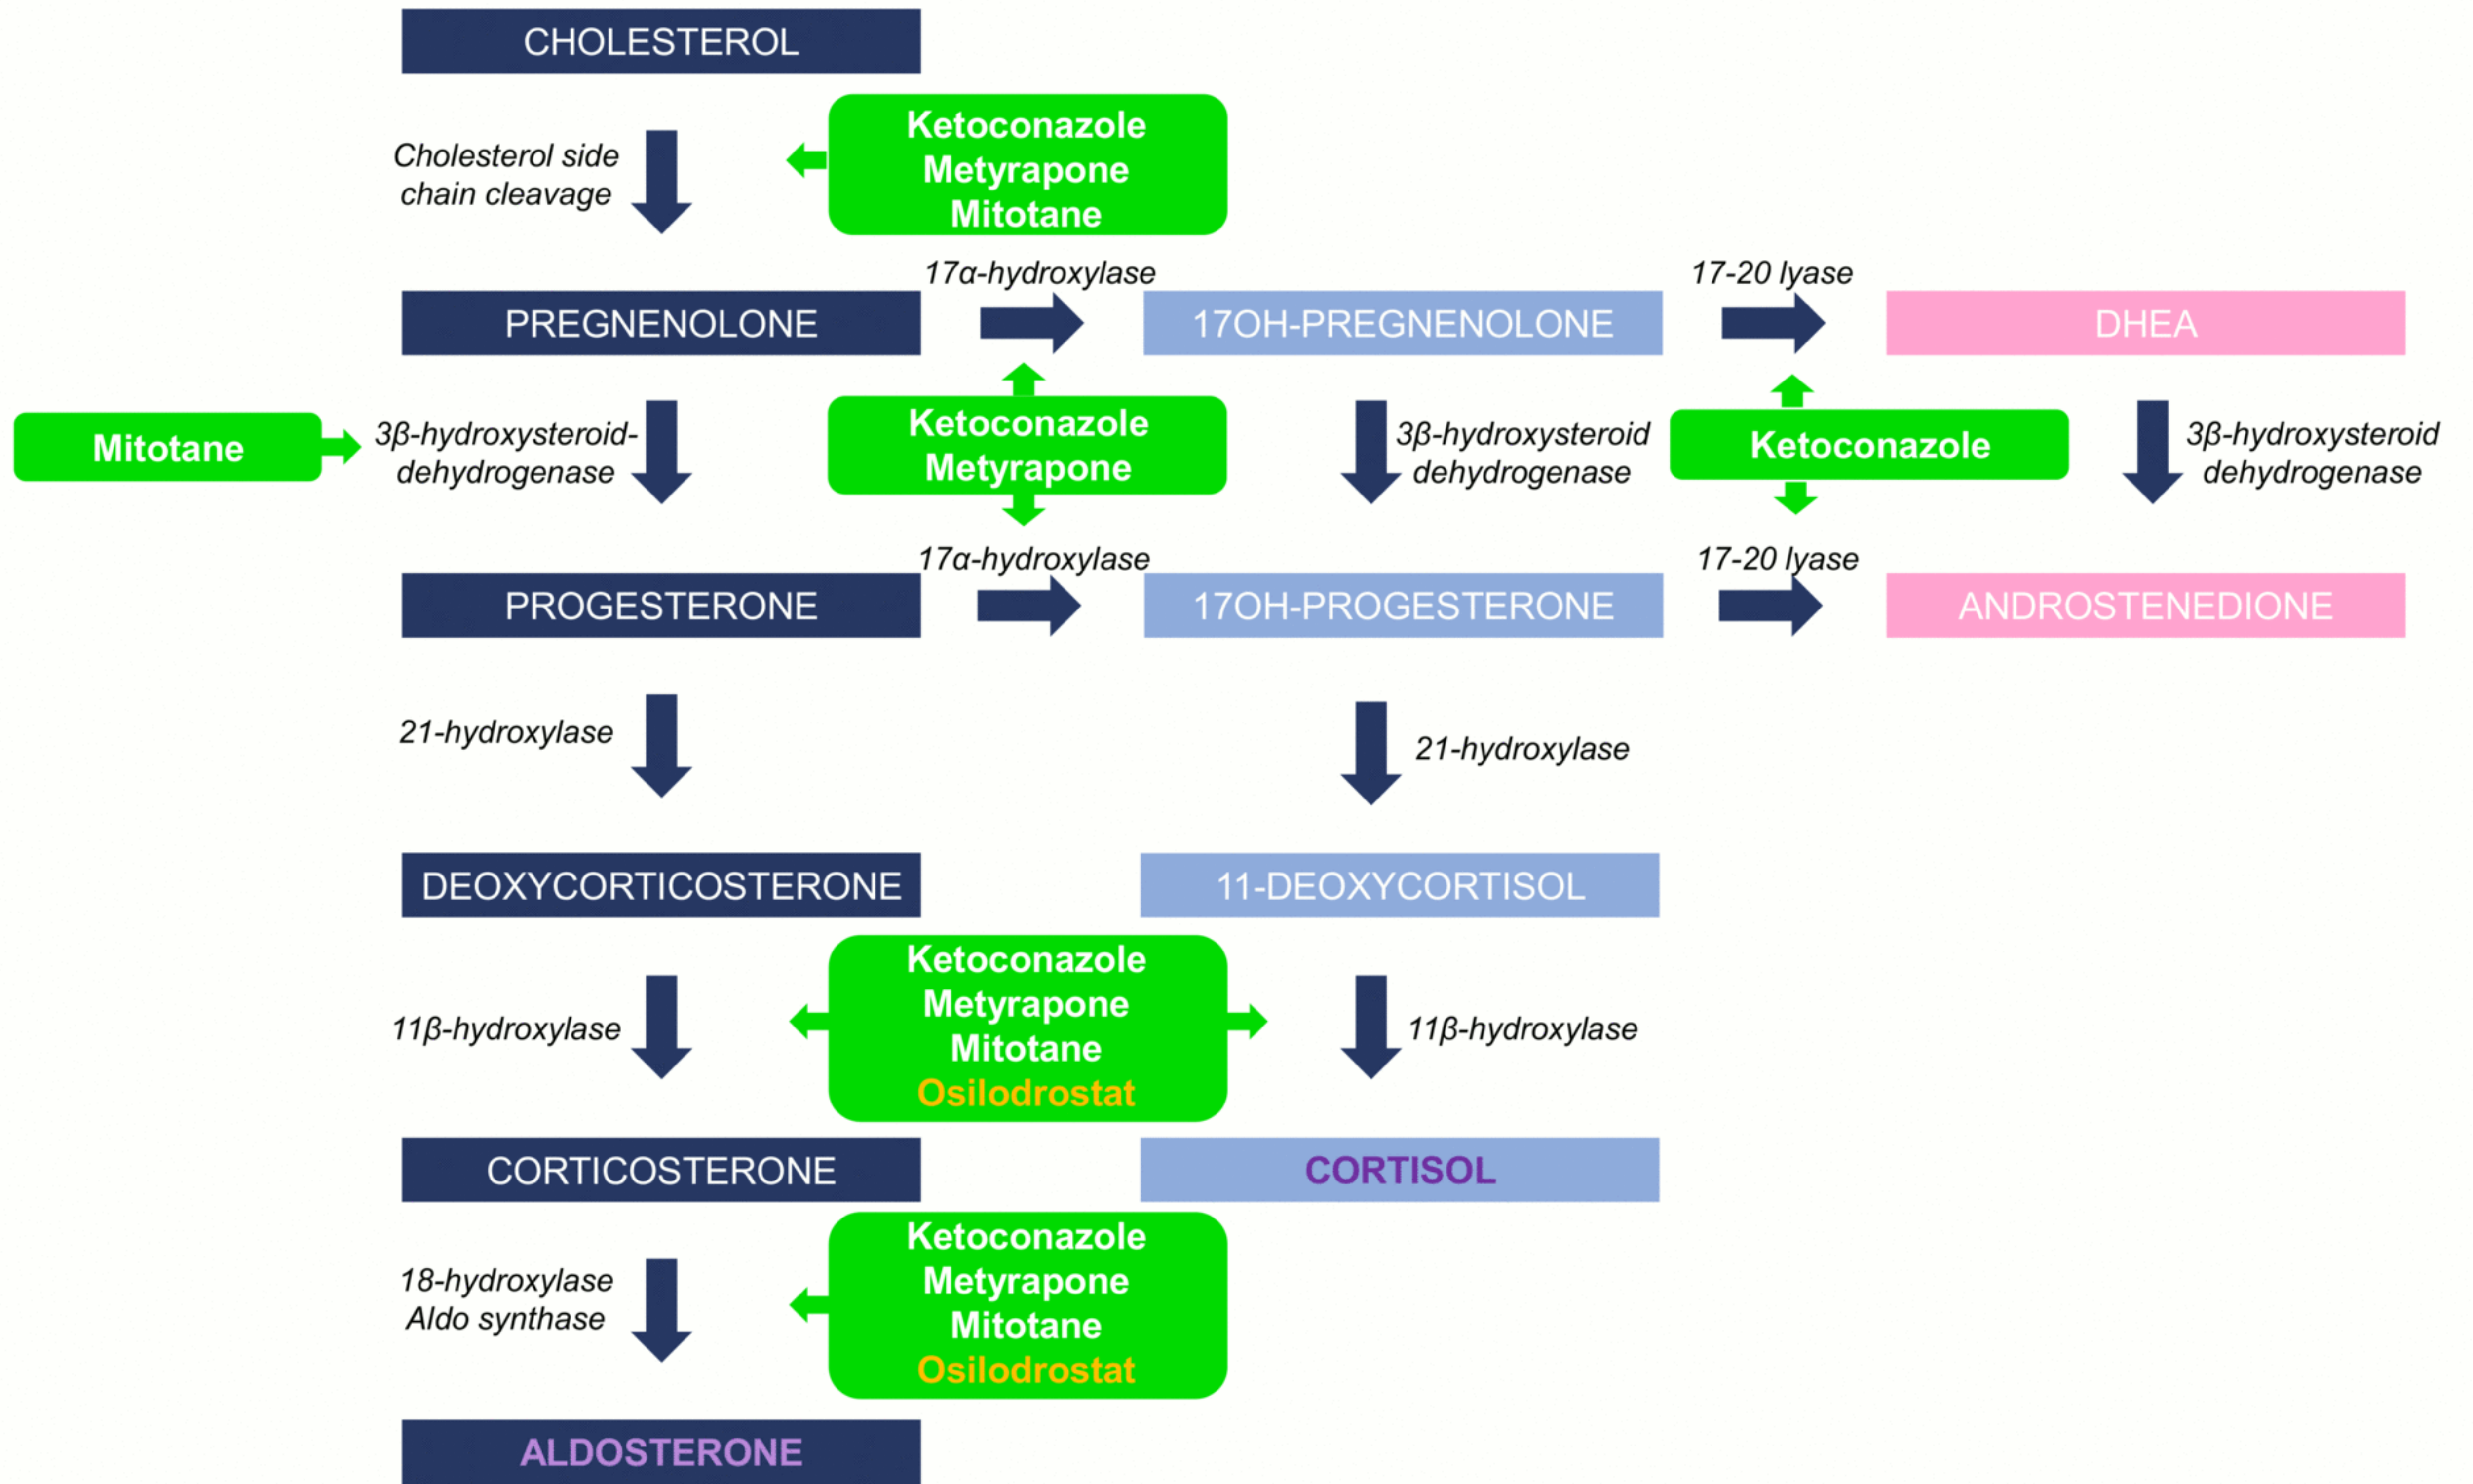 CHOLESTEROL
Cholesterol side
chain cleavage
Ketoconazole
Metyrapone
Mitotane
17α-hydroxylase
17-20 lyase
PREGNENOLONE
17OH-PREGNENOLONE
DHEA
Mitotane
3β-hydroxysteroid-
dehydrogenase
Ketoconazole
Metyrapone
3β-hydroxysteroid
dehydrogenase
Ketoconazole
3β-hydroxysteroid
dehydrogenase
17α-hydroxylase
17-20 lyase
PROGESTERONE
17OH-PROGESTERONE
ANDROSTENEDIONE
21-hydroxylase
21-hydroxylase
DEOXYCORTICOSTERONE
11-DEOXYCORTISOL
11β-hydroxylase
Ketoconazole
Metyrapone
Mitotane
Osilodrostat
11β-hydroxylase
CORTICOSTERONE
CORTISOL
18-hydroxylase
Aldo synthase
Ketoconazole
Metyrapone
Mitotane
Osilodrostat
ALDOSTERONE